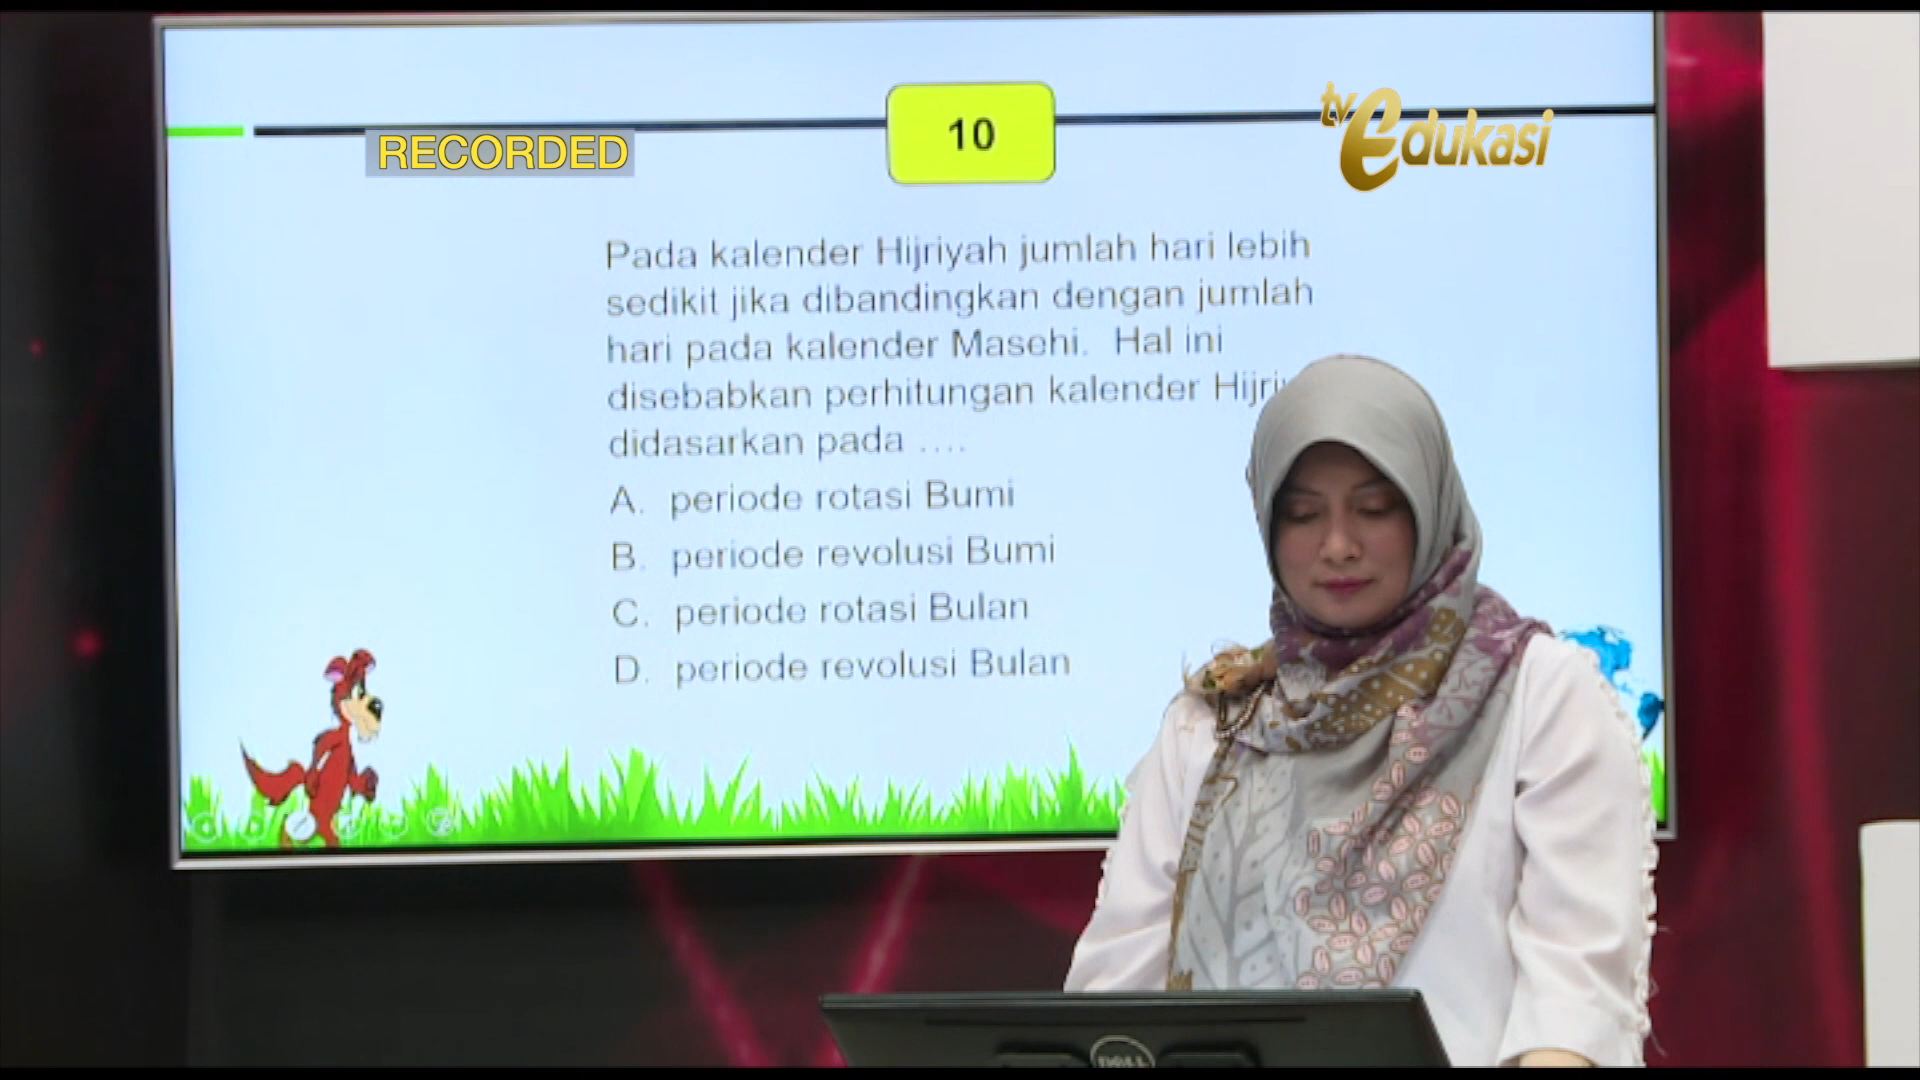 10
RECORDED
tv Edukasi
Pada kalender Hijriyah jumlah hari lebih
sedikit jika dibandingkan dengan jumlah
hari pada kalender Masehi. Hal ini
disebabkan perhitungan kalender
didasarkan pada ....
A. periode rotasi Bumi
B. periode revolusi Bumi
C. periode rotasi Bulan
D. periode revolusi Bulan
DELL